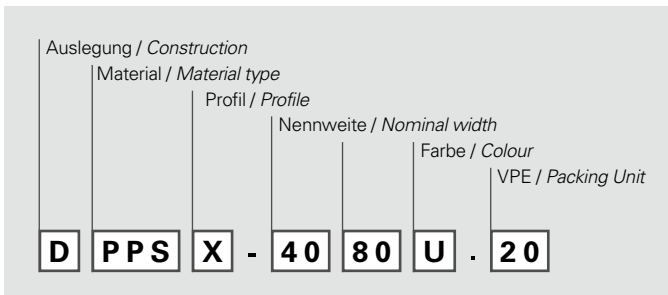 Auslegung / Construction
Material / Material type
Profil / Profile
Nennweite / Nominal width
Farbe / Colour
VPE / Packing Unit
D PPS X - 40 80 U . 20